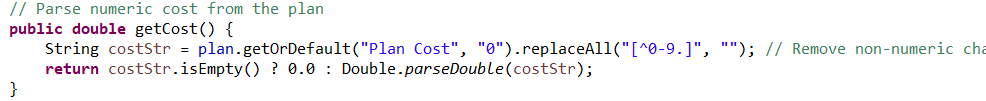 // Parse numeric cost from the plan
public double getCost() {
    String costStr = plan.getOrDefault("Plan Cost", "0").replaceAll("[^0-9.]", ""); // Remove non-numeric cha
    return costStr.isEmpty() ? 0.0 : Double.parseDouble(costStr);
}